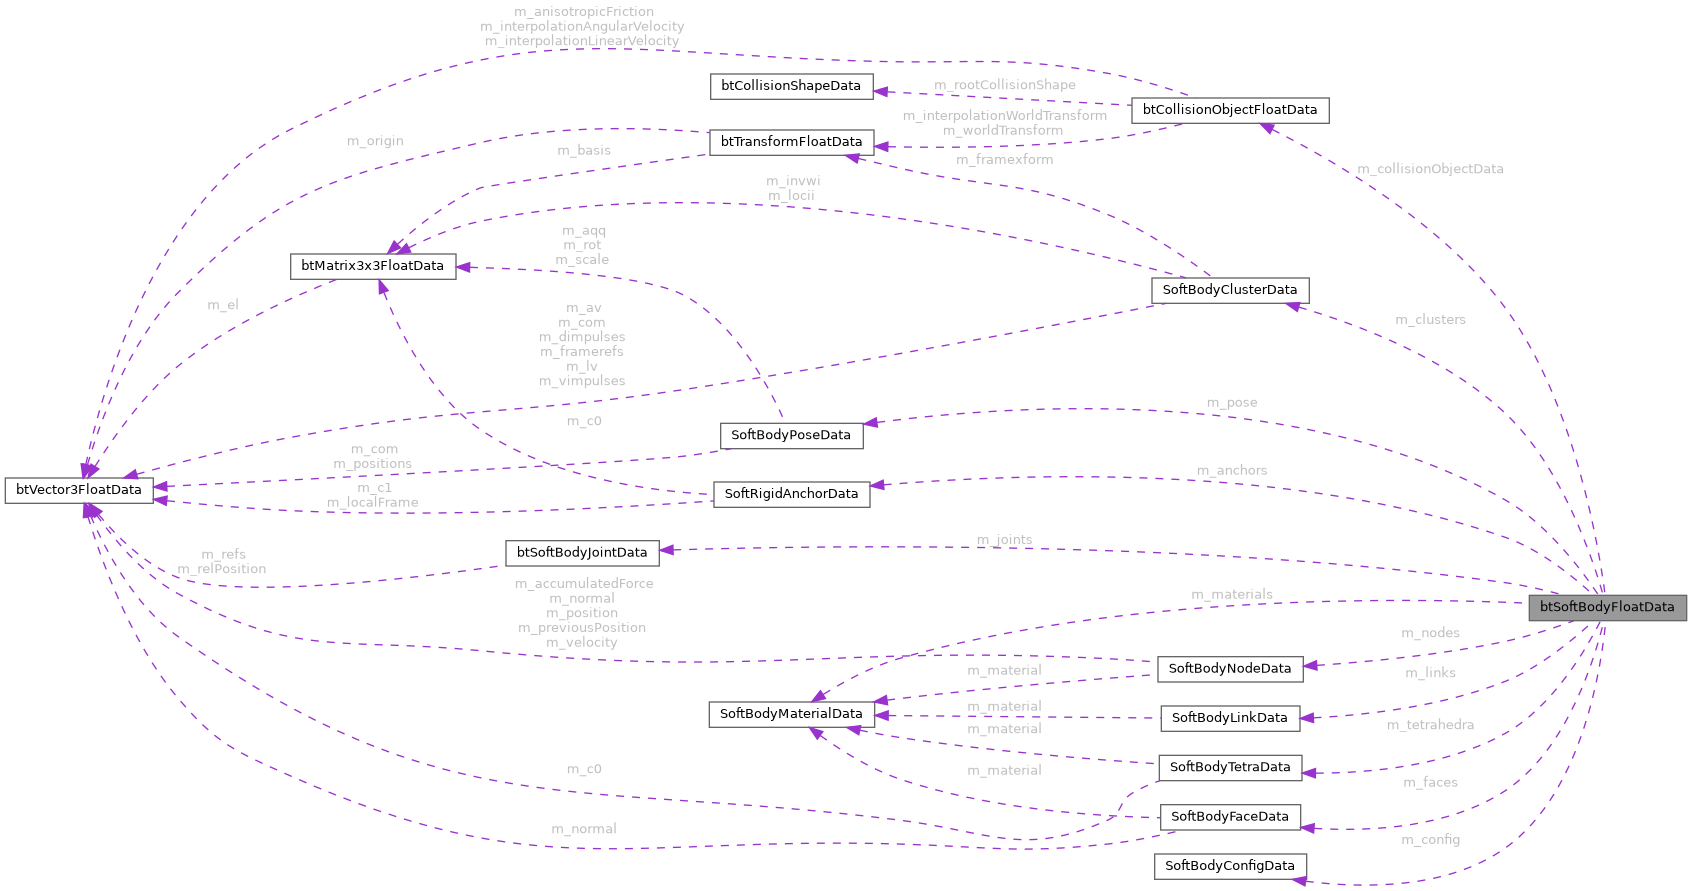 m_anisotropicFriction
m_interpolationAngularVelocity
m_interpolationLinearVelocity
btCollisionShapeData
m_rootCollisionShape
btCollisionObjectFloatData
m_interpolationWorldTransform
m_worldTransform
m_origin
btTransformFloatData
m_basis
m_framexform
m_collisionObjectData
m_invwi
m_locii
m_aqq
m_rot
m_scale
btMatrix3x3FloatData
SoftBodyClusterData
m_el
m_av
m_com
m_dimpulses
m_framerefs
m_lv
m_vimpulses
m_clusters
m_pose
m_c0
SoftBodyPoseData
m_com
m_positions
m_anchors
btVector3FloatData
m_c1
m_localFrame
SoftRigidAnchorData
m_refs
m_relPosition
btSoftBodyJointData
m_joints
m_accumulatedForce
m_normal
m_position
m_previousPosition
m_velocity
m_materials
btSoftBodyFloatData
m_nodes
m_material
SoftBodyNodeData
m_links
SoftBodyMaterialData
m_material
SoftBodyLinkData
m_material
m_tetrahedra
m_c0
m_material
SoftBodyTetraData
m_faces
m_normal
SoftBodyFaceData
m_config
SoftBodyConfigData